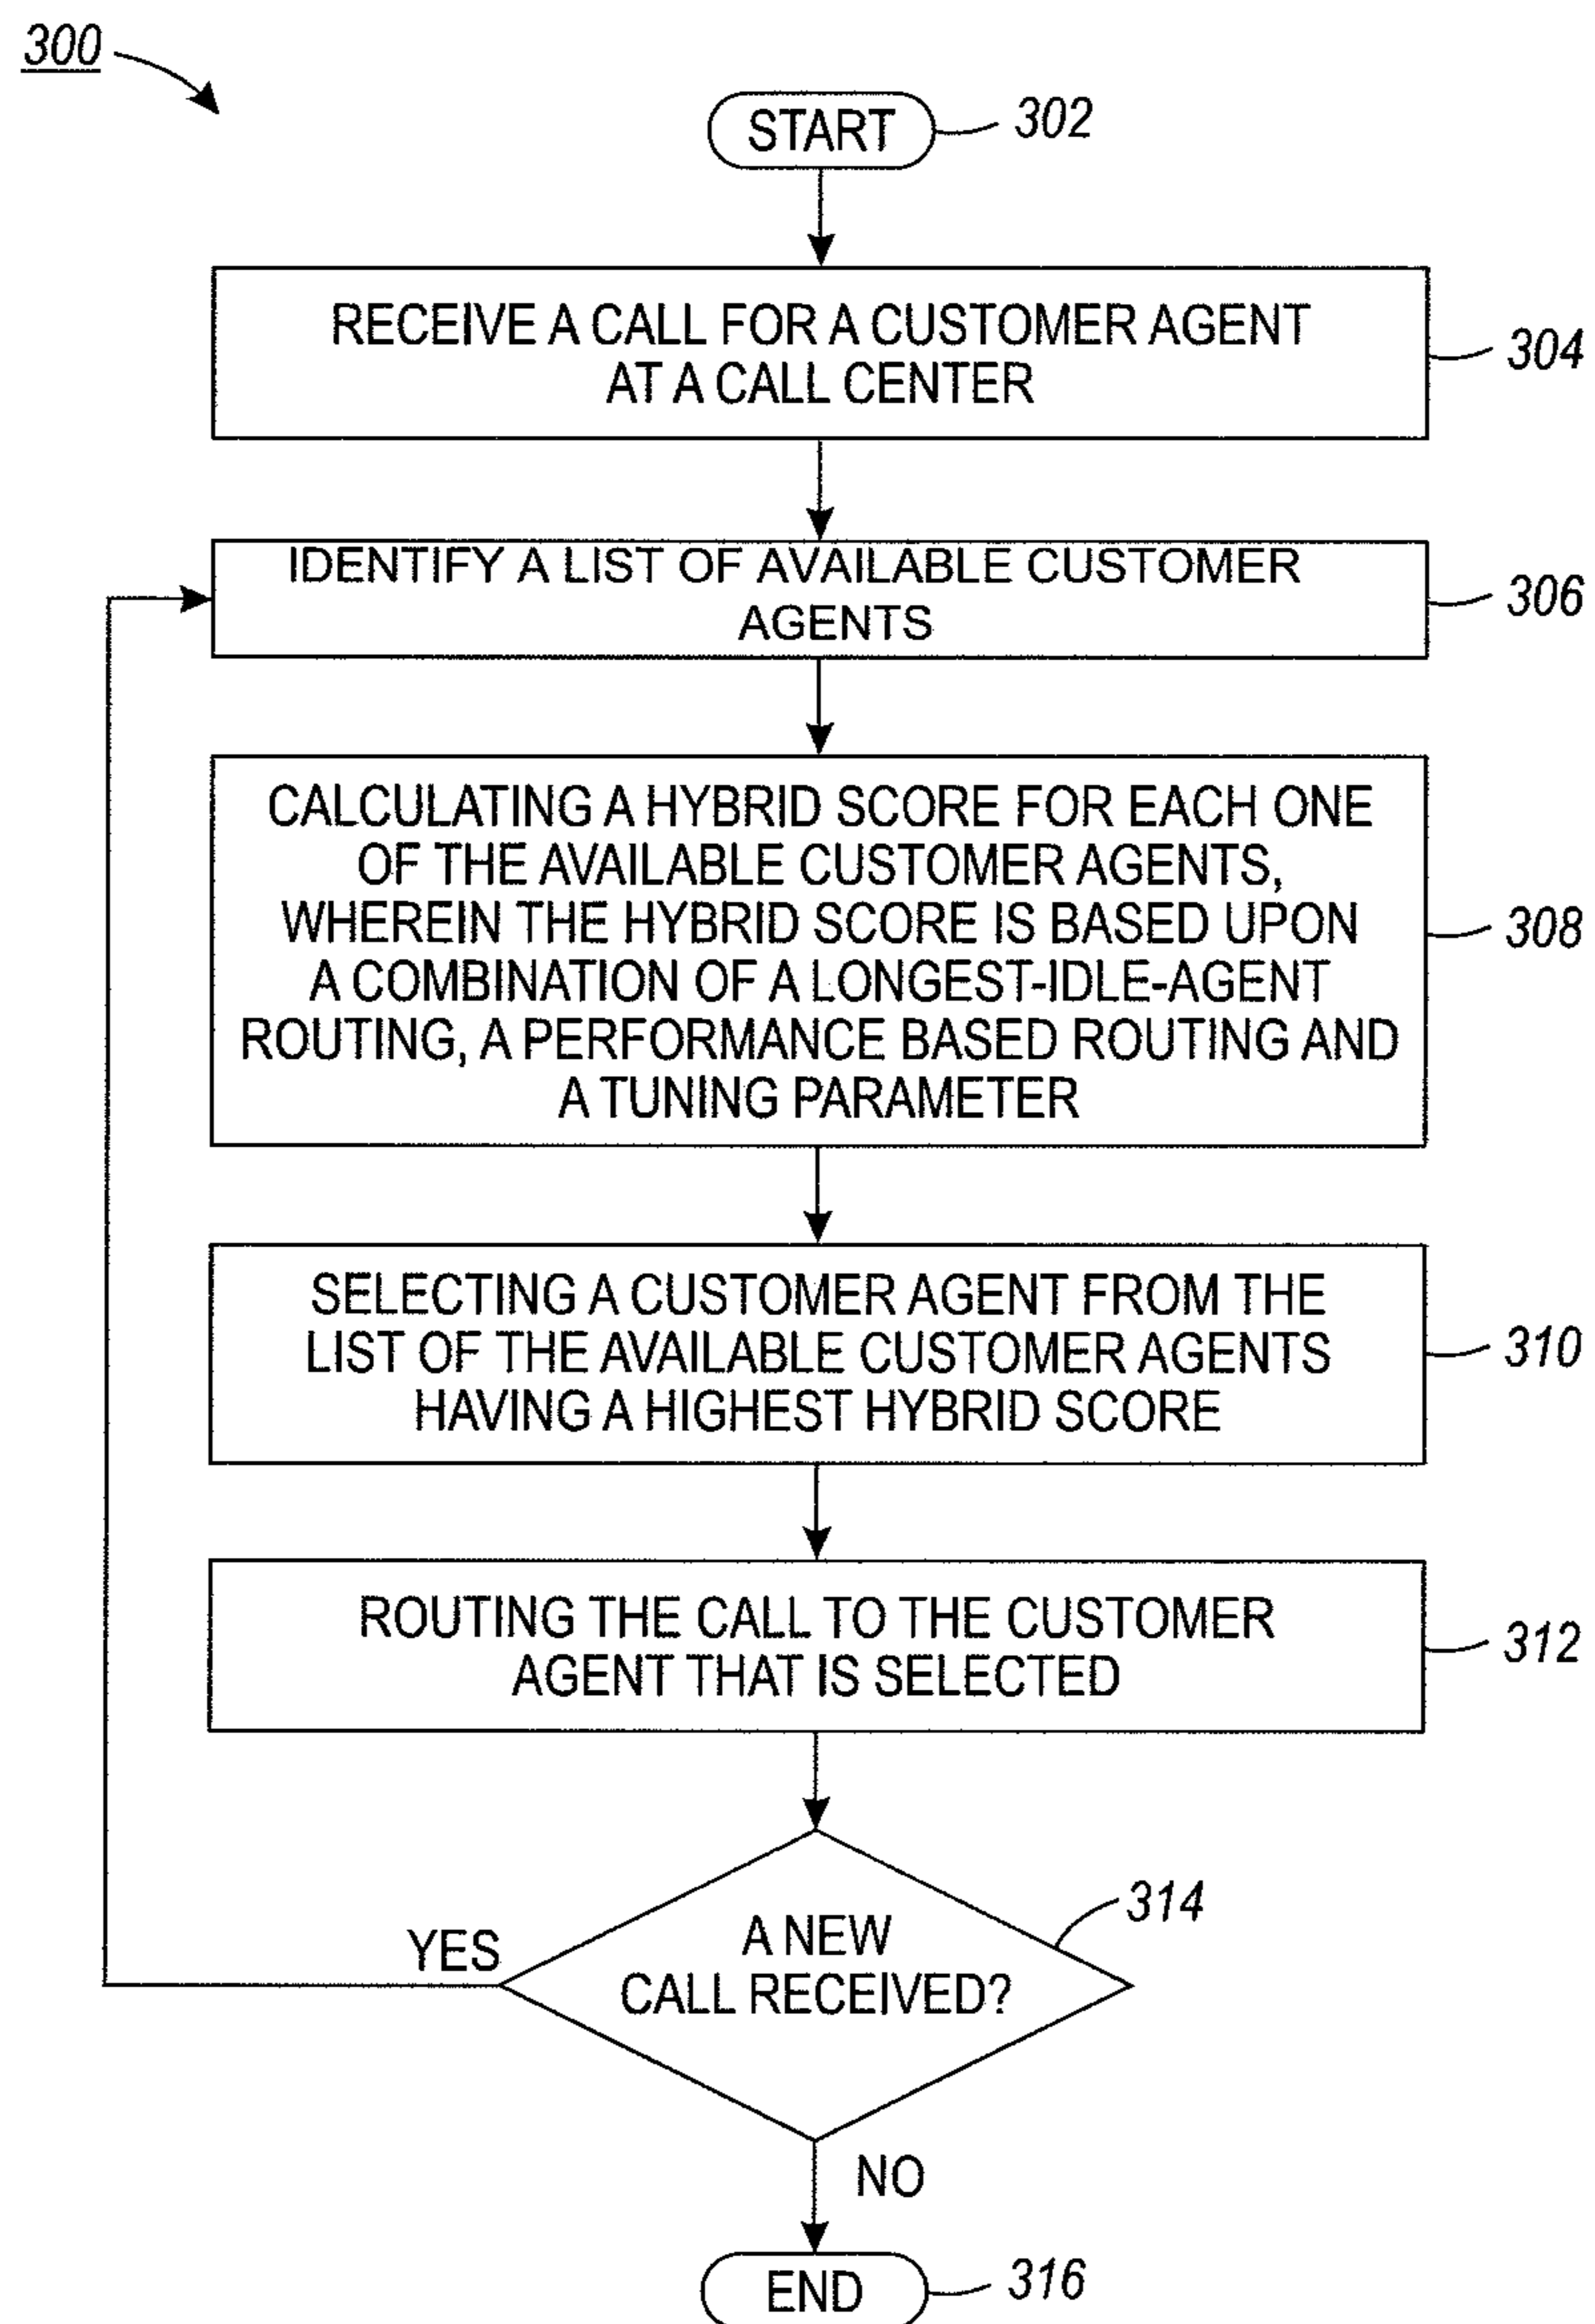 300
START
302
RECEIVE A CALL FOR A CUSTOMER AGENT
AT A CALL CENTER
304
IDENTIFY A LIST OF AVAILABLE CUSTOMER
AGENTS
306
CALCULATING A HYBRID SCORE FOR EACH ONE
OF THE AVAILABLE CUSTOMER AGENTS,
WHEREIN THE HYBRID SCORE IS BASED UPON
A COMBINATION OF A LONGEST-IDLE-AGENT
ROUTING, A PERFORMANCE BASED ROUTING AND
A TUNING PARAMETER
308
SELECTING A CUSTOMER AGENT FROM THE
LIST OF THE AVAILABLE CUSTOMER AGENTS
HAVING A HIGHEST HYBRID SCORE
310
ROUTING THE CALL TO THE CUSTOMER
AGENT THAT IS SELECTED
312
314
YES
A NEW
CALL RECEIVED?
NO
END
316